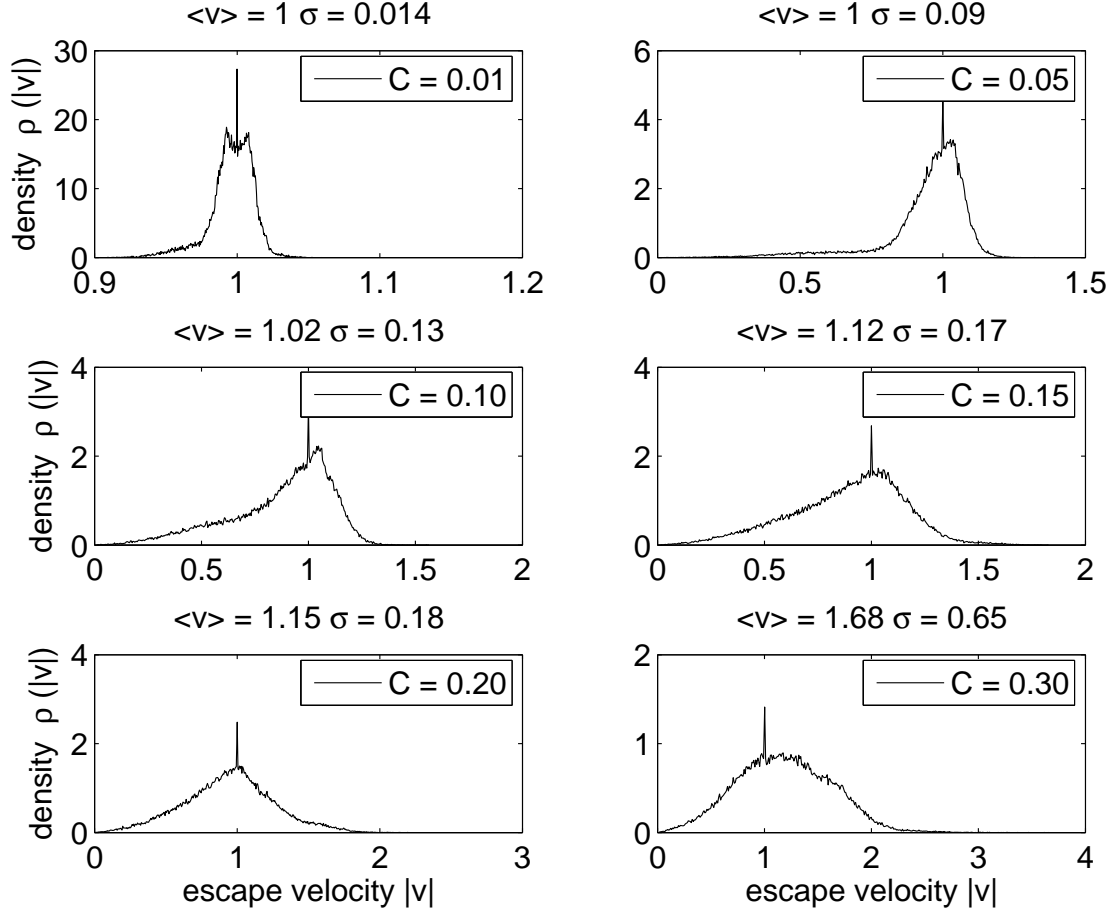 <v> = 1 σ = 0.014
<v> = 1 σ = 0.09
density ρ (|v|)
30
20
10
0
C = 0.01
0.9
1
1.1
1.2
6
4
2
0
C = 0.05
0
0.5
1
1.5
<v> = 1.02 σ = 0.13
<v> = 1.12 σ = 0.17
density ρ (|v|)
4
2
0
C = 0.10
0
0.5
1
1.5
2
4
2
0
C = 0.15
0
0.5
1
1.5
2
<v> = 1.15 σ = 0.18
<v> = 1.68 σ = 0.65
density ρ (|v|)
4
2
0
C = 0.20
0
1
2
3
escape velocity |v|
2
1
0
C = 0.30
0
1
2
3
4
escape velocity |v|